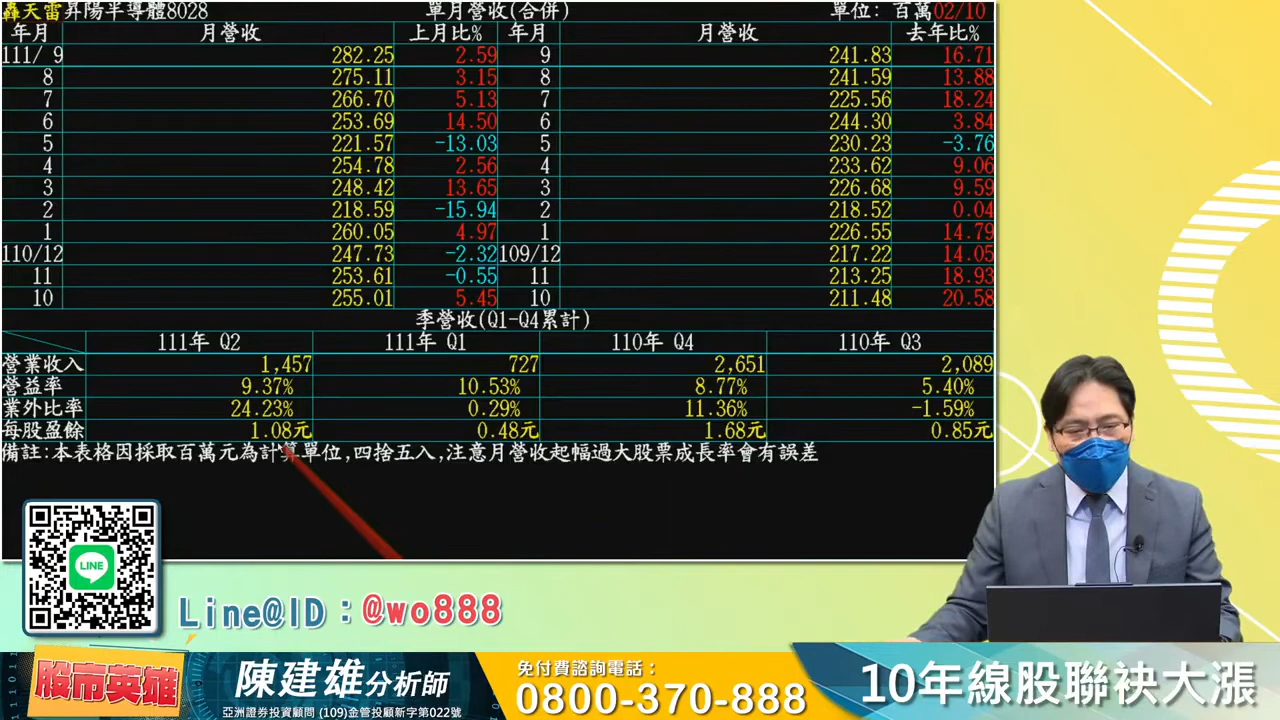 轟天雷昇陽半導體8028 單月營收(合併) 單位: 百萬02/10
年月 月營收 上月比% 年月 月營收 去年比%
111/ 9 282.25 2.59 9 241.83 16.71
8 275.11 3.15 8 241.59 13.88
7 266.70 5.13 7 225.56 18.24
6 253.69 14.50 6 244.30 3.84
5 221.57 -13.03 5 230.23 -3.76
4 254.78 2.56 4 233.62 9.06
3 248.42 13.65 3 226.68 9.59
2 218.59 -15.94 2 218.52 0.04
1 260.05 4.97 1 226.55 14.79
110/12 247.73 -2.32 109/12 217.22 14.05
11 253.61 -0.55 11 213.25 18.93
10 255.01 5.45 10 211.48 20.58
季營收(Q1-Q4累計)
111年 Q2 111年 Q1 110年 Q4 110年 Q3
營業收入 1,457 727 2,651 2,089
營益率 9.37% 10.53% 8.77% 5.40%
業外比率 24.23% 0.29% 11.36% -1.59%
每股盈餘 1.08元 0.48元 1.68元 0.85元
備註:本表格因採取百萬元為計算單位,四捨五入,注意月營收起幅過大股票成長率會有誤差
LINE
Line@ID：@wo888
股市英雄
陳建雄分析師
亞洲證券投資顧問 (109)金管投顧新字第022號
免付費諮詢電話：
0800-370-888
10年線股聯袂大漲